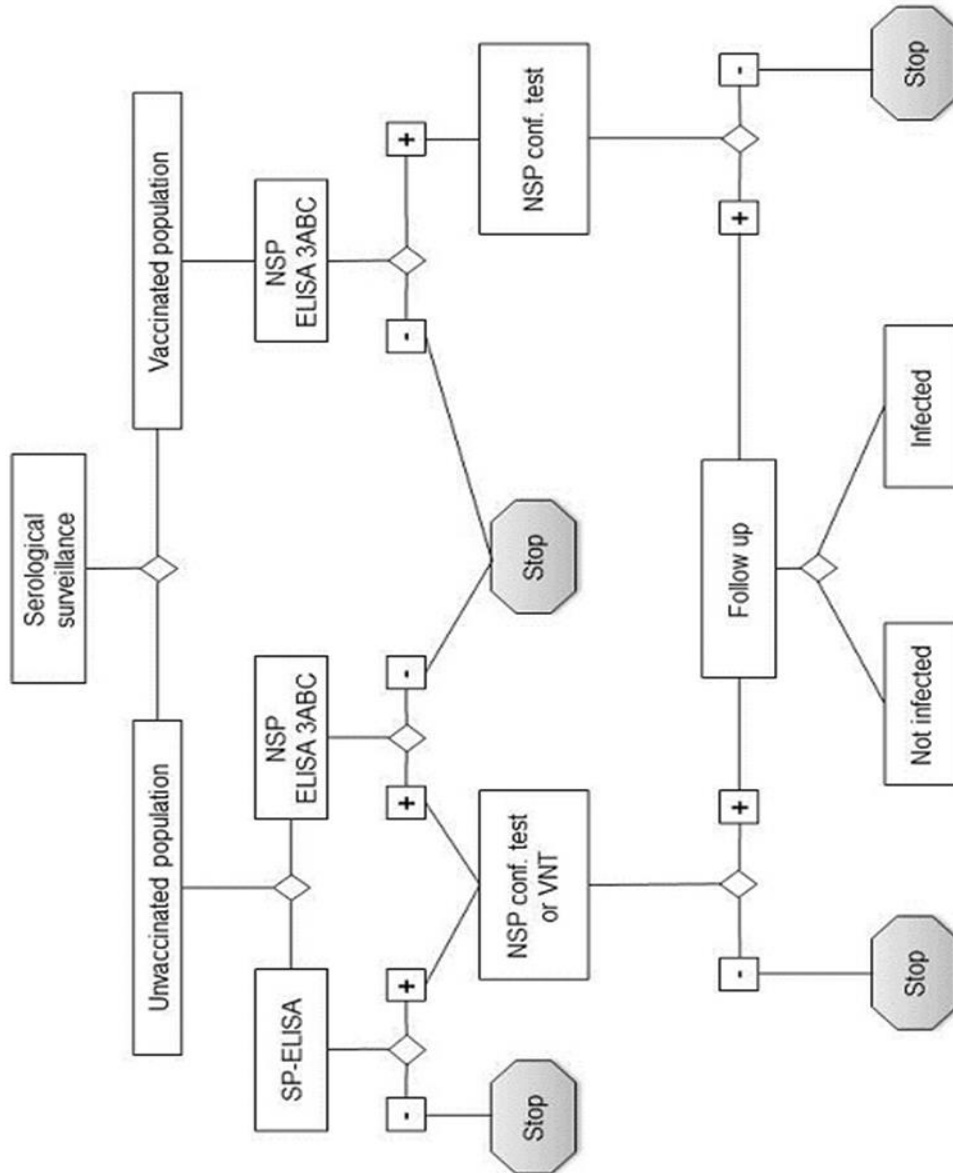 Serological
surveillance
Unvaccinated population
Vaccinated population
SP-ELISA
NSP
ELISA 3ABC
NSP
ELISA 3ABC
-
+
+
-
-
+
Stop
NSP conf. test
or VNT
Stop
NSP conf. test
-
+
+
-
Stop
Follow up
Stop
Not infected
Infected